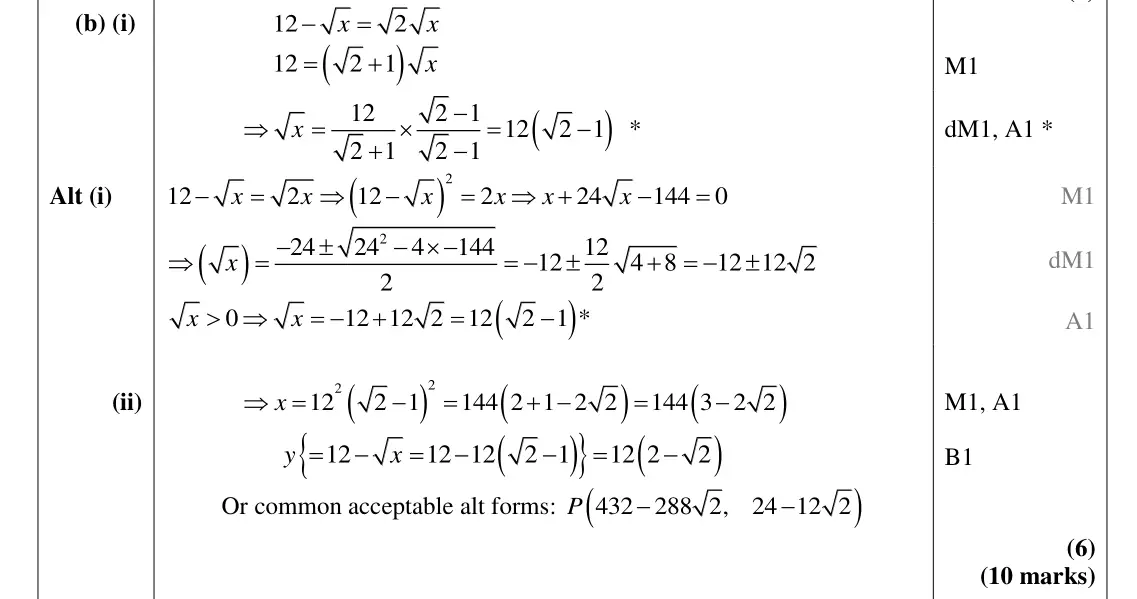 (b) (i) 12 − √x = √2 √x
12 = (√2 + 1)√x M1
⇒ √x = 12/(√2 + 1) × (√2 − 1)/(√2 − 1) = 12(√2 − 1) * dM1, A1 *
Alt (i) 12 − √x = √2x ⇒ (12 − √x)² = 2x ⇒ x + 24√x − 144 = 0 M1
⇒ (√x) = (−24 ± √(24² − 4 × −144))/2 = −12 ± 12/2 √(4 + 8) = −12 ± 12√2 dM1
√x > 0 ⇒ √x = −12 + 12√2 = 12(√2 − 1)* A1
(ii) ⇒ x = 12²(√2 − 1)² = 144(2 + 1 − 2√2) = 144(3 − 2√2) M1, A1
y{= 12 − √x = 12 − 12(√2 − 1)} = 12(2 − √2) B1
Or common acceptable alt forms: P(432 − 288√2, 24 − 12√2)
(6)
(10 marks)